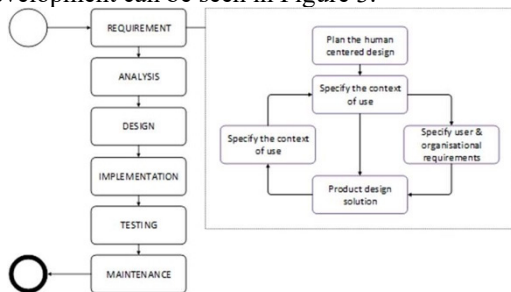 velopment can be seen in Figure 3.
REQUIREMENT
ANALYSIS
DESIGN
IMPLEMENTATION
TESTING
MAINTENANCE
Plan the human
centered design
Specify the context
of use
Specify the context
of use
Specify user &
organisational
requirements
Product design
solution